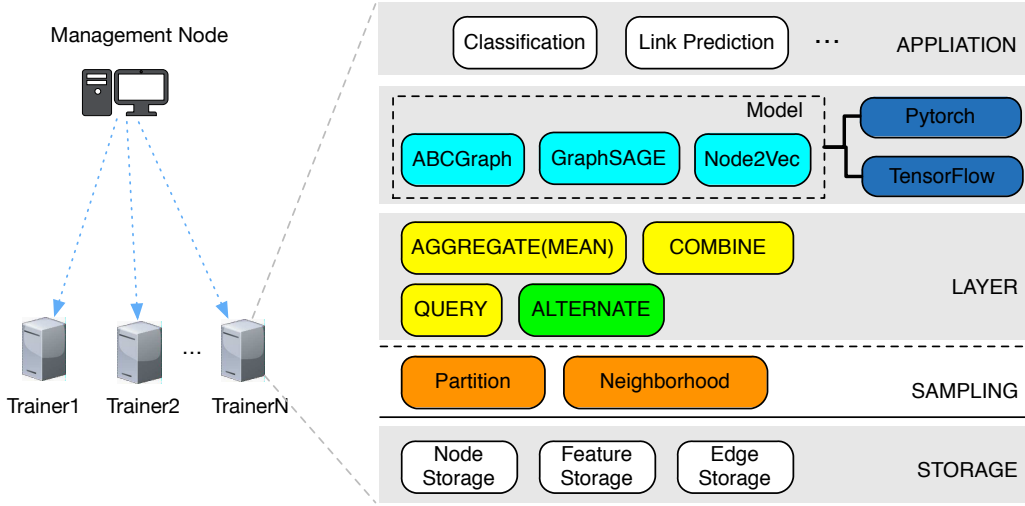 Management Node
Trainer1
Trainer2
...
TrainerN
Classification
Link Prediction
...
APPLIATION
Model
ABCGraph
GraphSAGE
Node2Vec
Pytorch
TensorFlow
AGGREGATE(MEAN)
COMBINE
QUERY
ALTERNATE
LAYER
Partition
Neighborhood
SAMPLING
Node
Storage
Feature
Storage
Edge
Storage
STORAGE